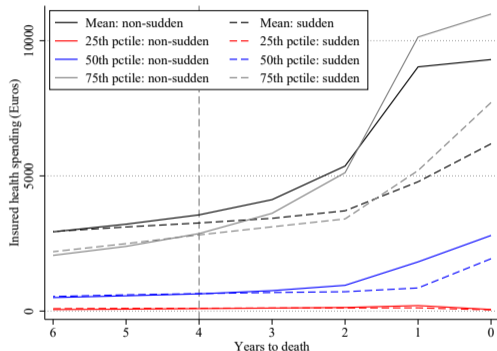 Mean: non-sudden
Mean: sudden
25th pctile: non-sudden
25th pctile: sudden
50th pctile: non-sudden
50th pctile: sudden
75th pctile: non-sudden
75th pctile: sudden
Insured health spending (Euros)
10000
5000
0
6 5 4 3 2 1 0
Years to death